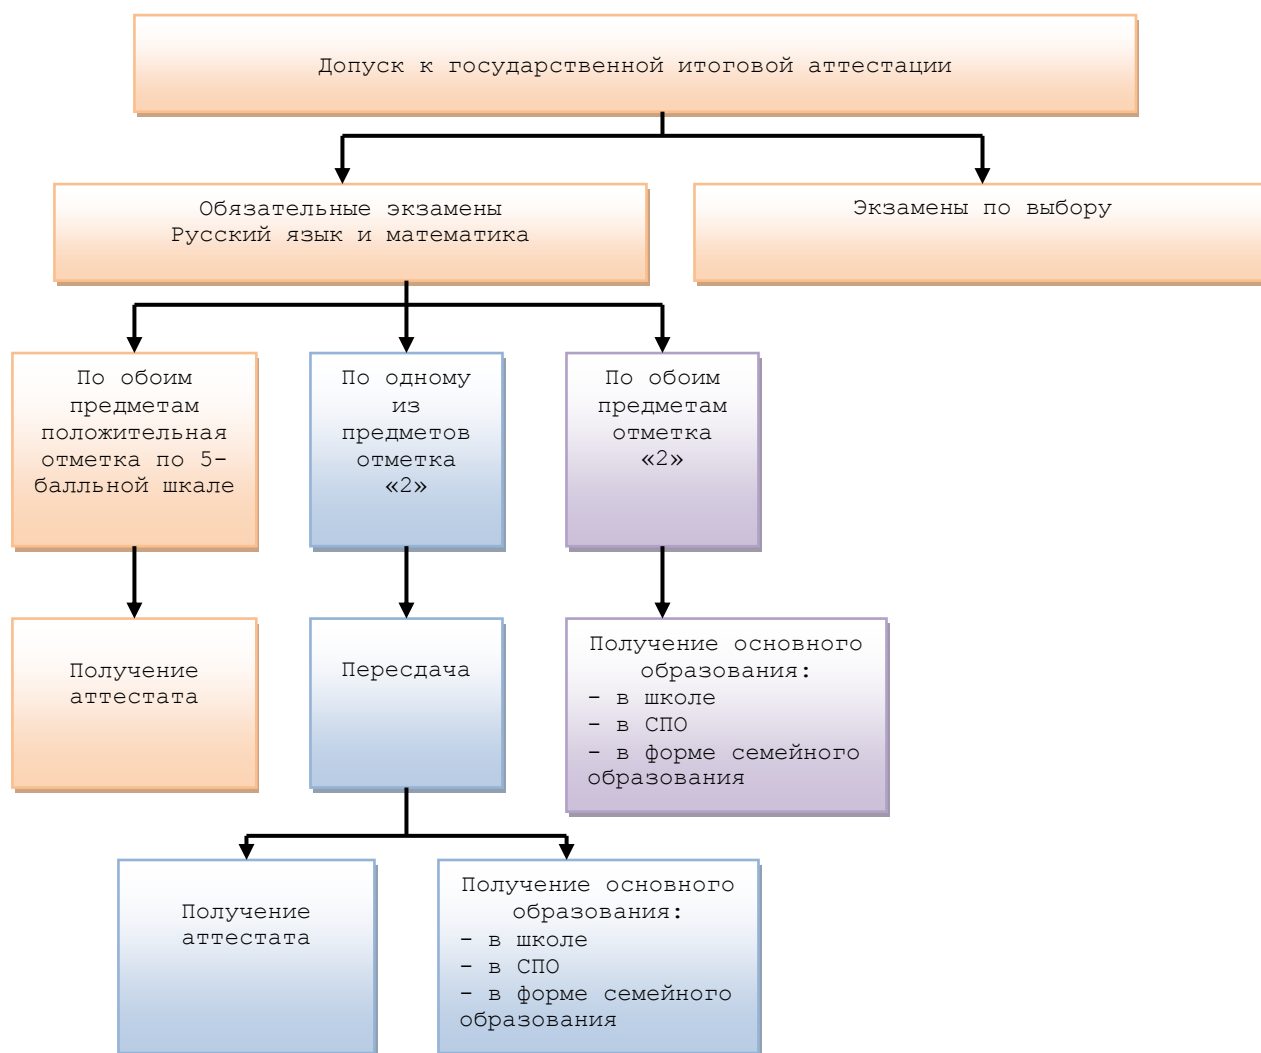 Допуск к государственной итоговой аттестации
Обязательные экзамены
Русский язык и математика
Экзамены по выбору
По обоим
предметам
положительная
отметка по 5-
балльной шкале
По одному
из
предметов
отметка
«2»
По обоим
предметам
отметка
«2»
Получение
аттестата
Пересдача
Получение основного
образования:
- в школе
- в СПО
- в форме семейного
образования
Получение
аттестата
Получение основного
образования:
- в школе
- в СПО
- в форме семейного
образования